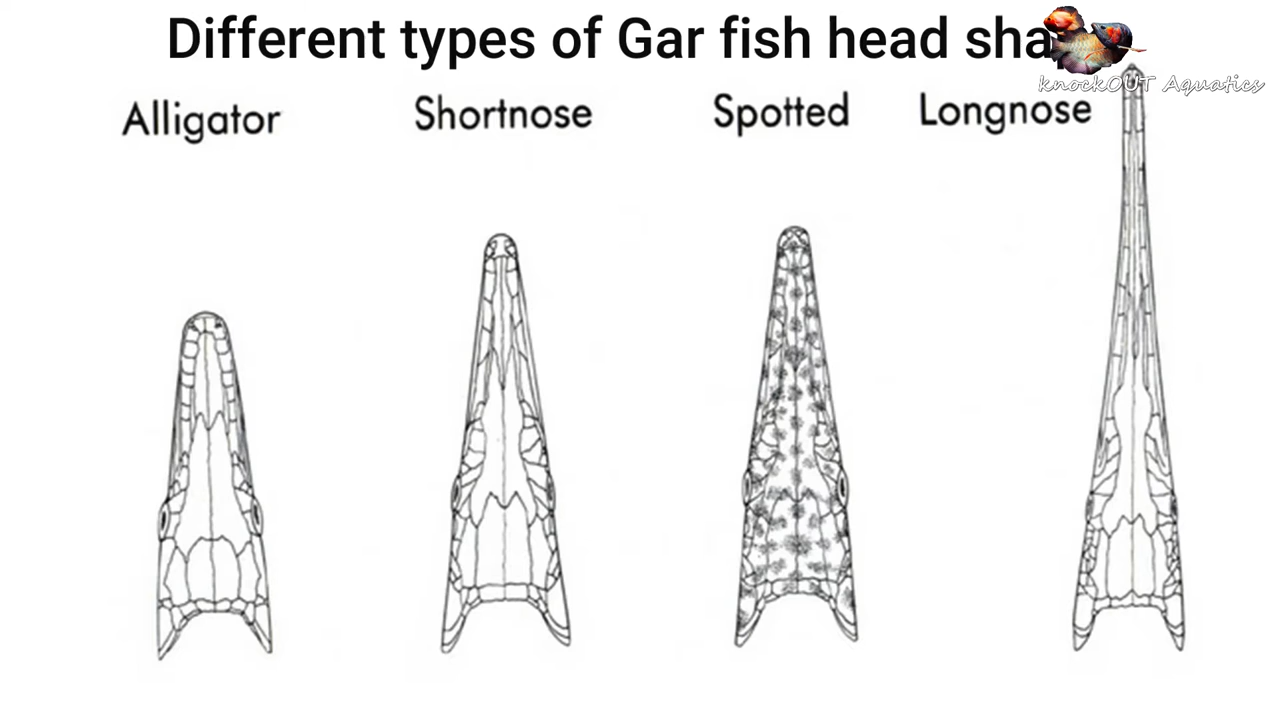 Different types of Gar fish head sha
knockOUT Aquatics
Alligator
Shortnose
Spotted
Longnose